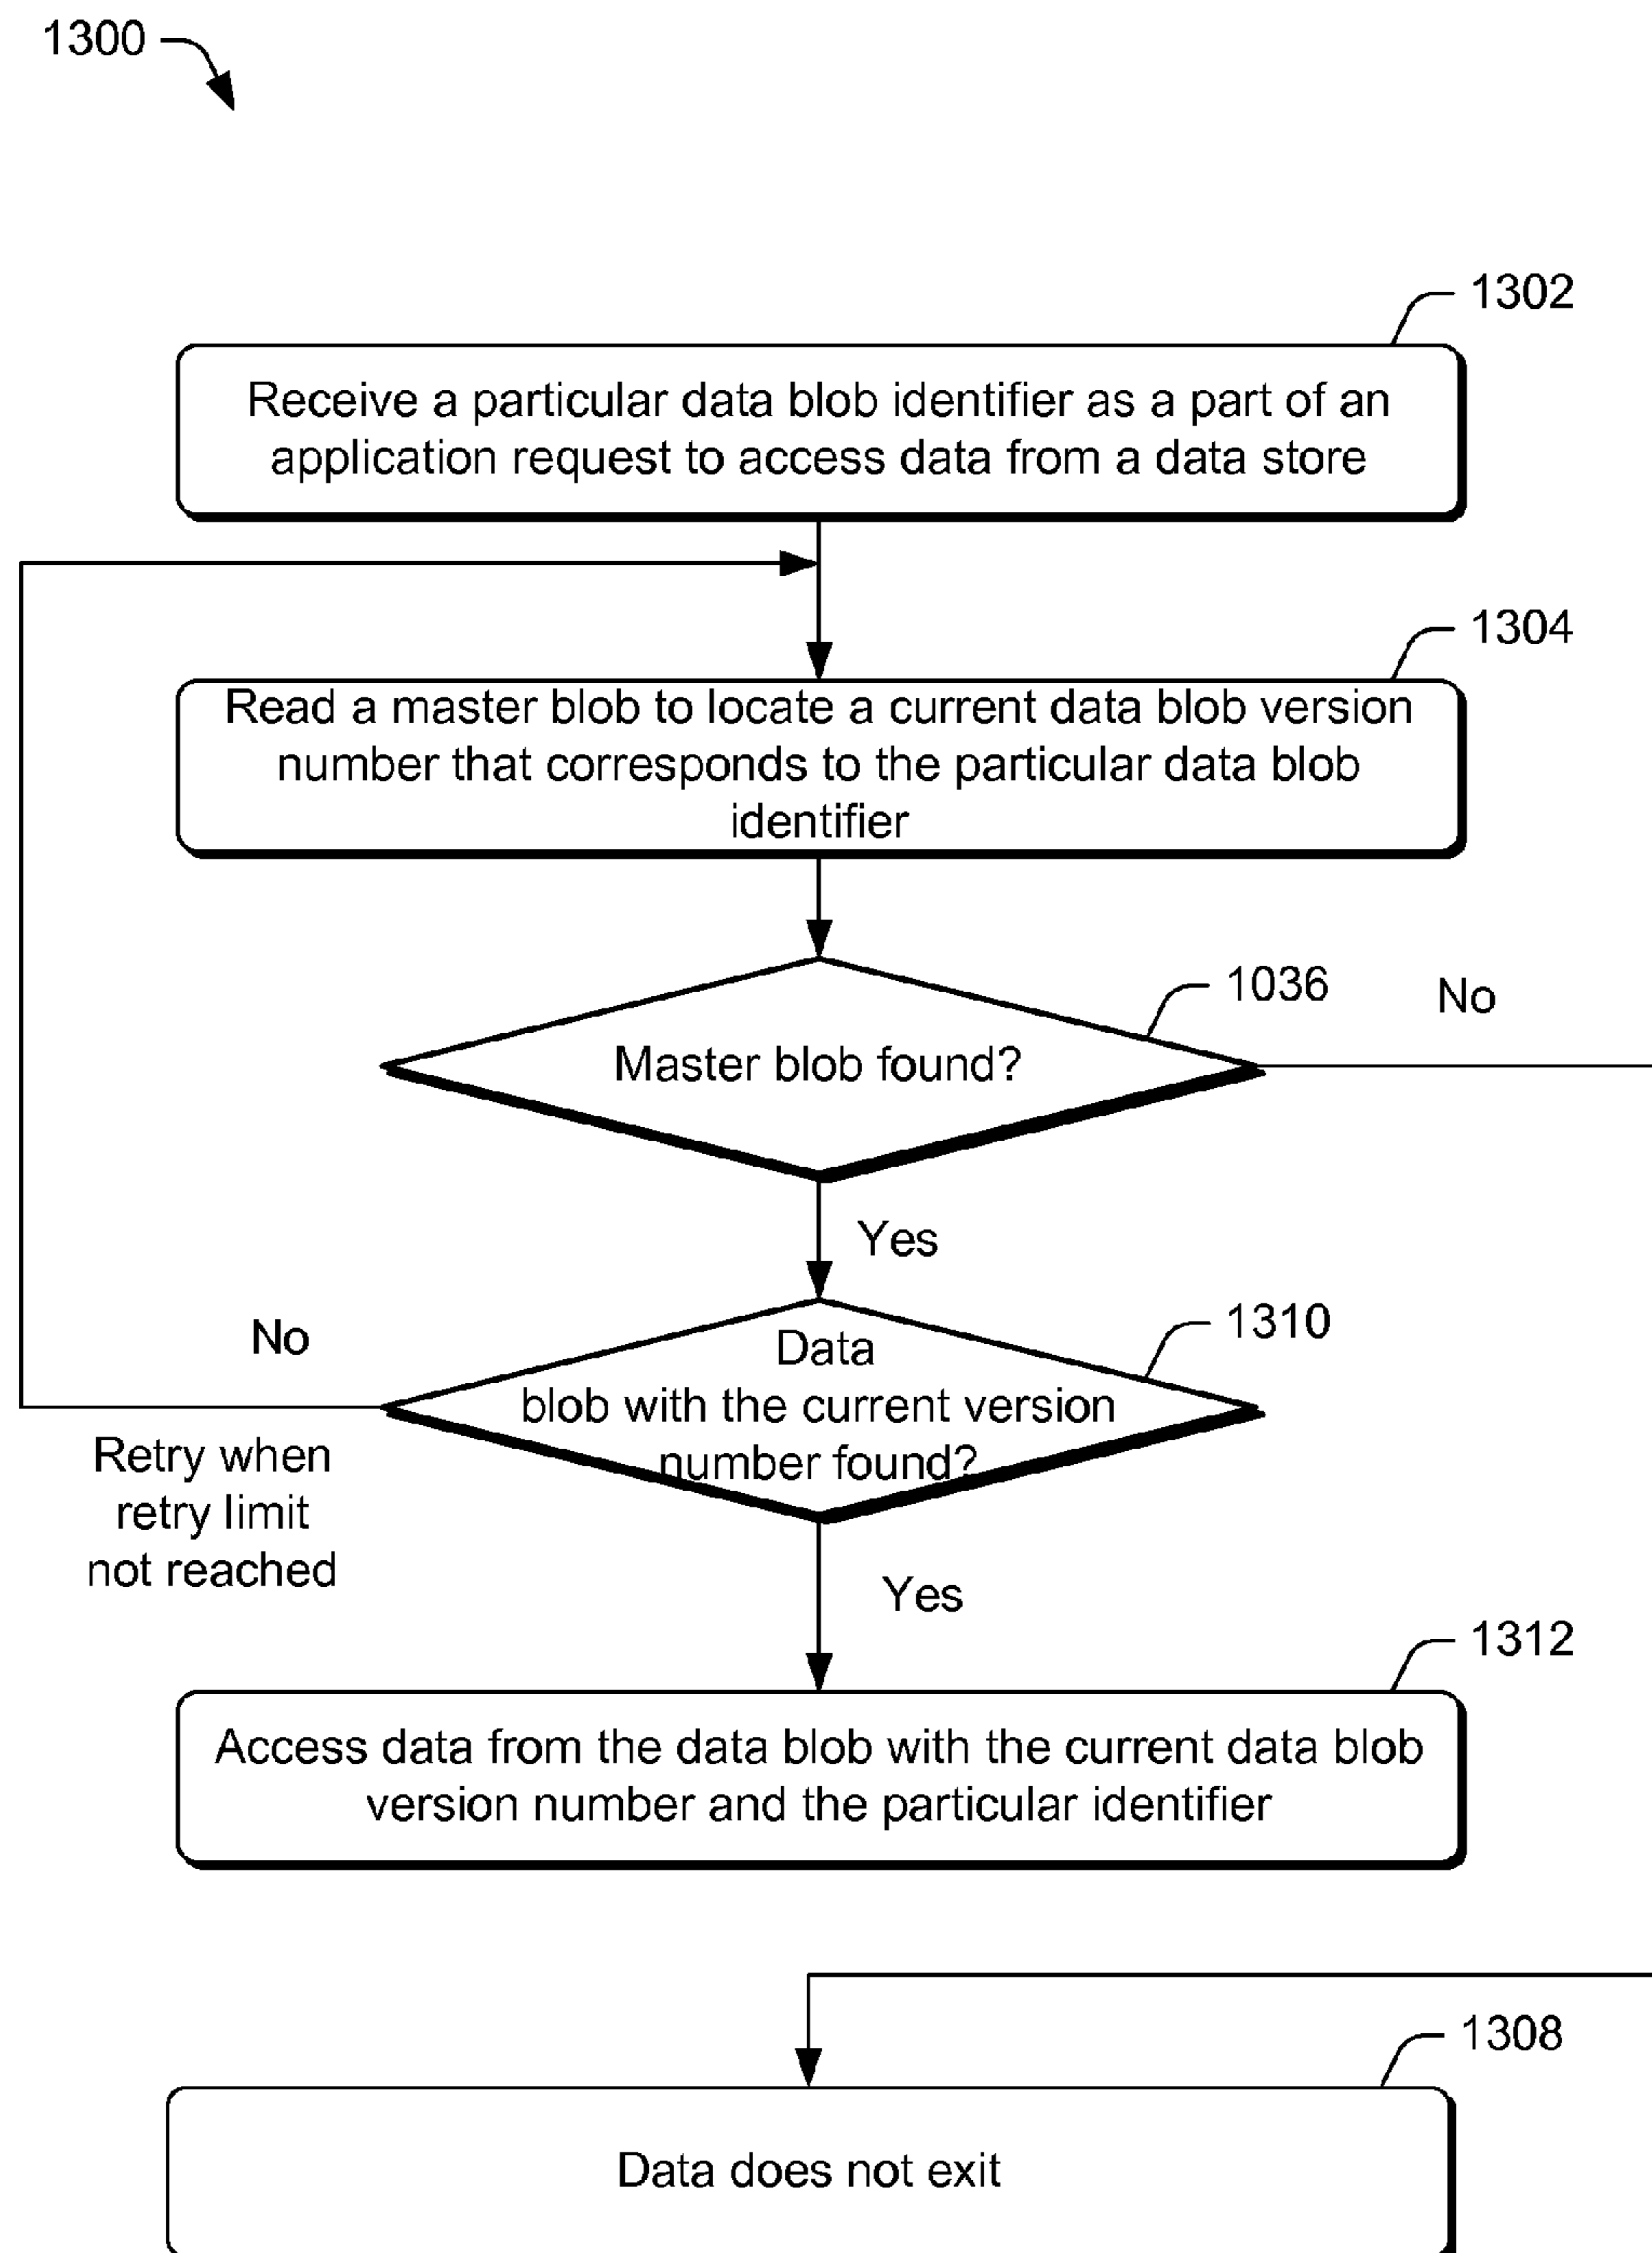 1300
1302
Receive a particular data blob identifier as a part of an
application request to access data from a data store
1304
Read a master blob to locate a current data blob version
number that corresponds to the particular data blob
identifier
1036
No
Master blob found?
Yes
1310
No
Data
blob with the current version
number found?
Retry when
retry limit
not reached
Yes
1312
Access data from the data blob with the current data blob
version number and the particular identifier
1308
Data does not exit